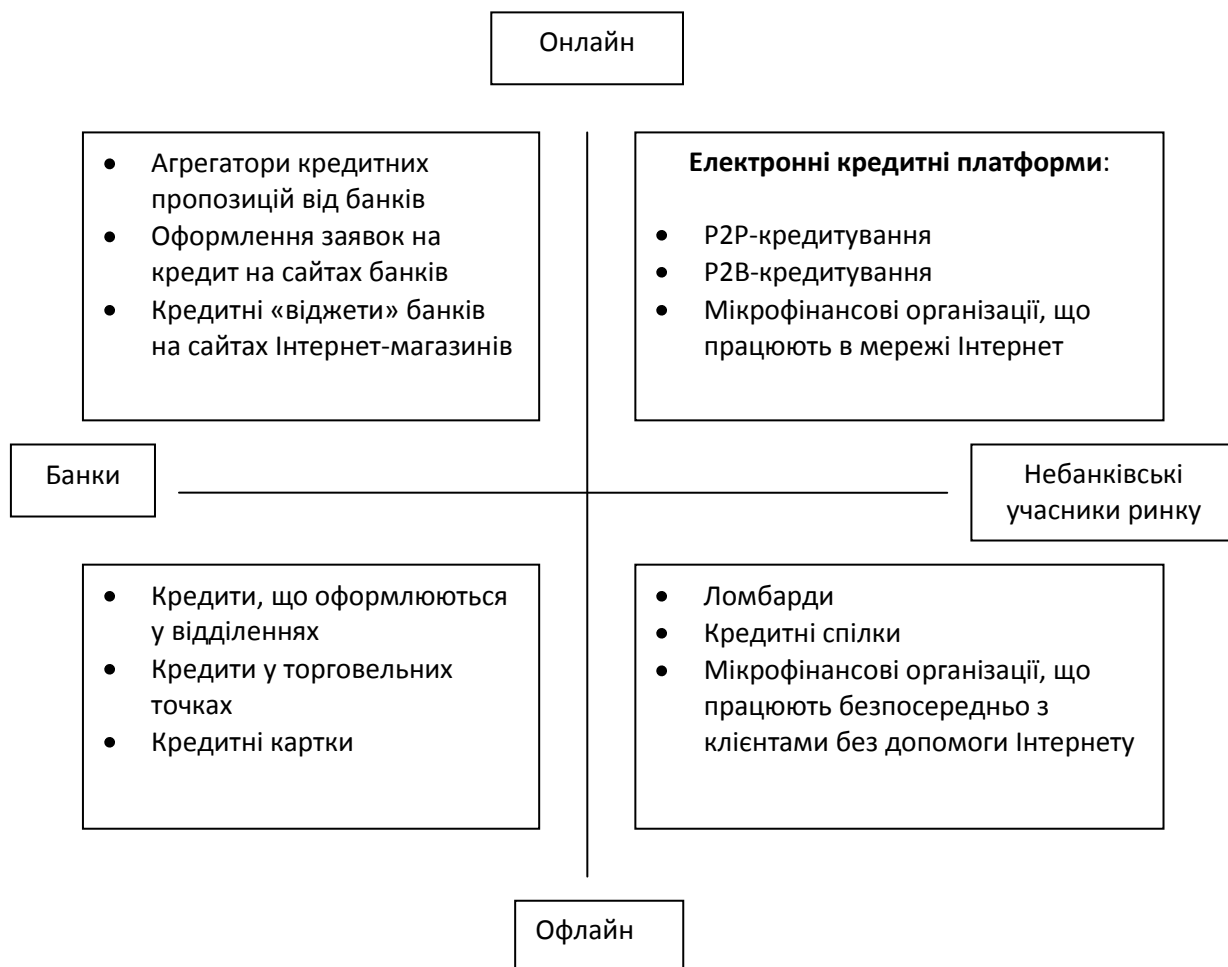 Онлайн
• Агрегатори кредитних
пропозицій від банків
• Оформлення заявок на
кредит на сайтах банків
• Кредитні «віджети» банків
на сайтах Інтернет-магазинів
Електронні кредитні платформи:
• P2P-кредитування
• P2B-кредитування
• Мікрофінансові організації, що
працюють в мережі Інтернет
Банки
Небанківські
учасники ринку
• Кредити, що оформлюються
у відділеннях
• Кредити у торговельних
точках
• Кредитні картки
• Ломбарди
• Кредитні спілки
• Мікрофінансові організації, що
працюють безпосередньо з
клієнтами без допомоги Інтернету
Офлайн